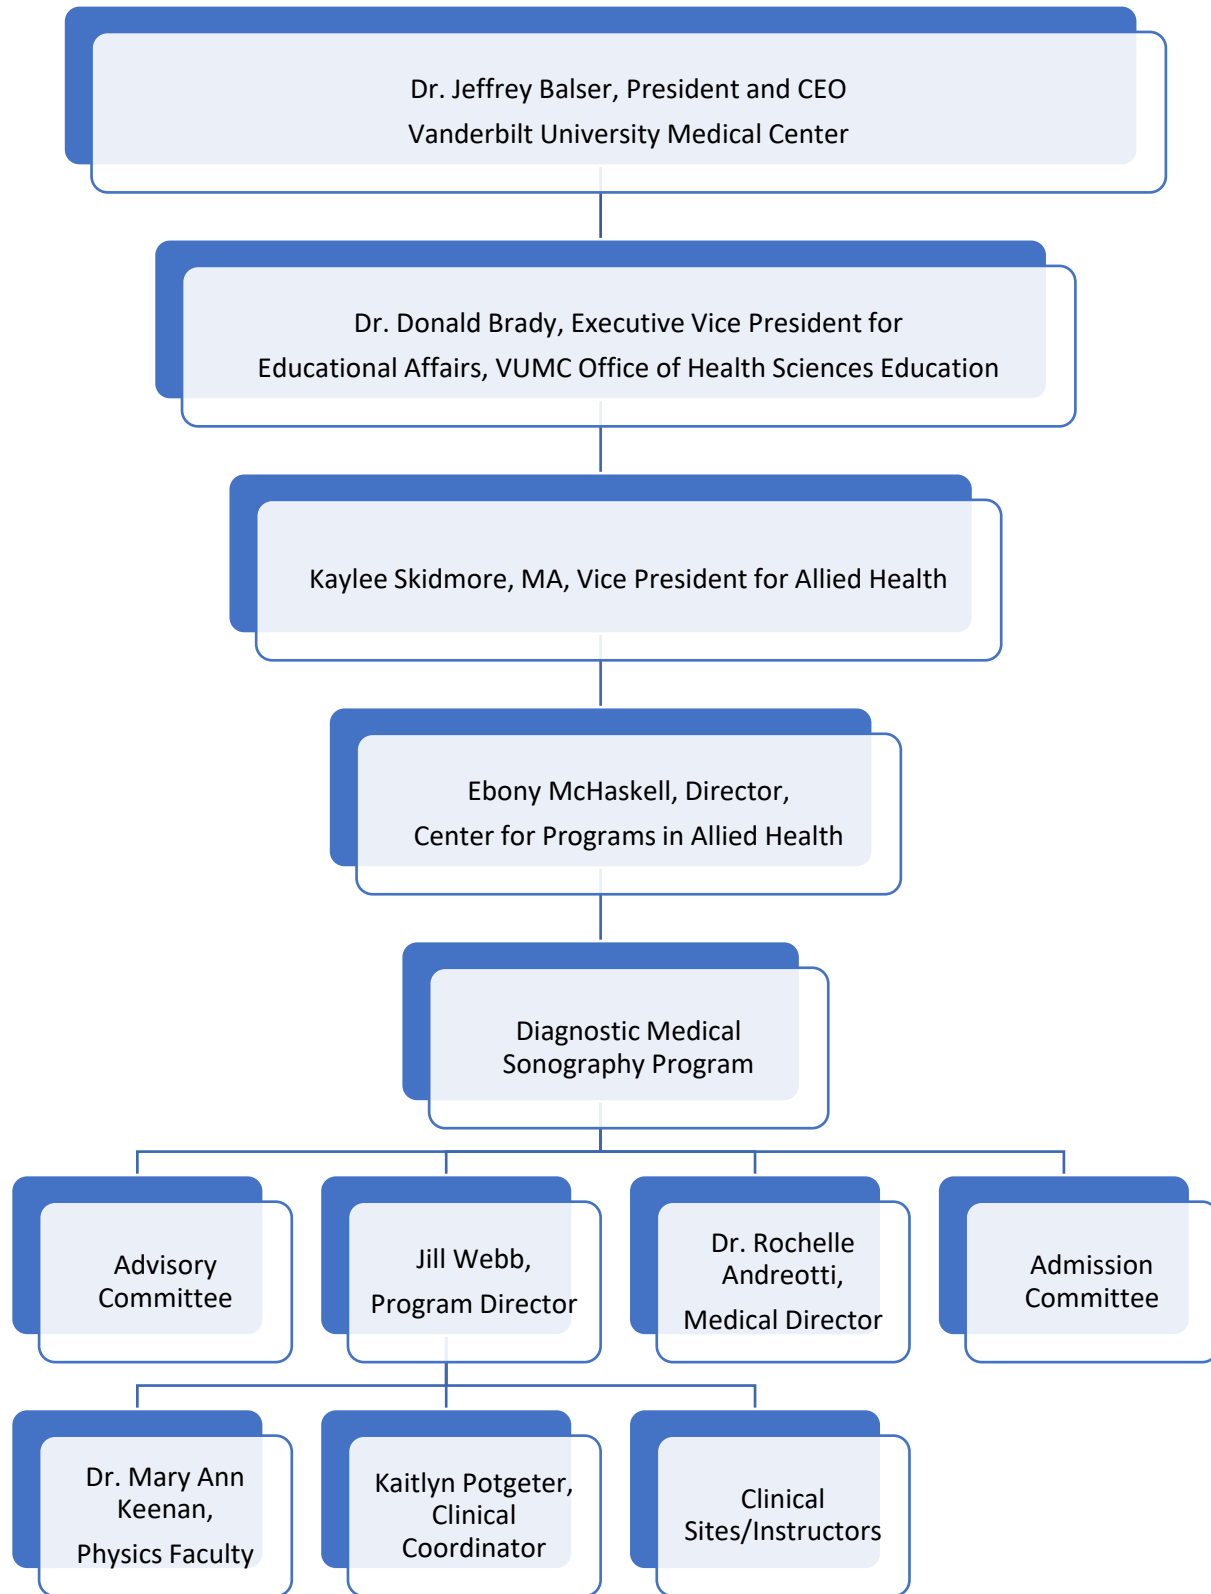 Dr. Jeffrey Balser, President and CEO
Vanderbilt University Medical Center
Dr. Donald Brady, Executive Vice President for
Educational Affairs, VUMC Office of Health Sciences Education
Kaylee Skidmore, MA, Vice President for Allied Health
Ebony McHaskell, Director,
Center for Programs in Allied Health
Diagnostic Medical
Sonography Program
Advisory
Committee
Jill Webb,
Program Director
Dr. Rochelle
Andreotti,
Medical Director
Admission
Committee
Dr. Mary Ann
Keenan,
Physics Faculty
Kaitlyn Potgeter,
Clinical
Coordinator
Clinical
Sites/Instructors